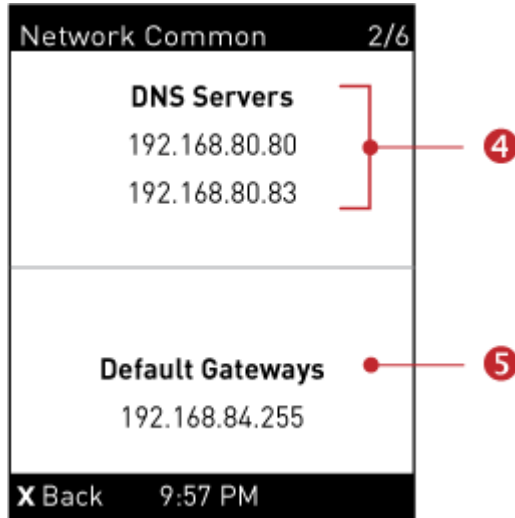 Network Common 2/6
DNS Servers
192.168.80.80
192.168.80.83
4
Default Gateways
5
192.168.84.255
X Back 9:57 PM